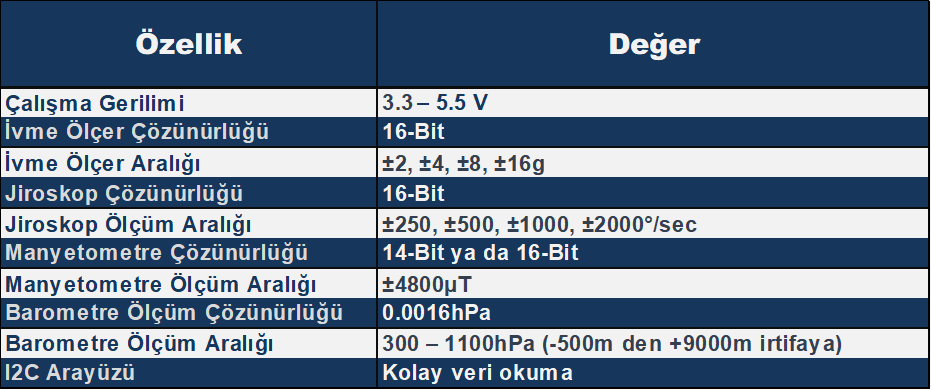 Özellik Değer
Çalışma Gerilimi 3.3 – 5.5 V
İvme Ölçer Çözünürlüğü 16-Bit
İvme Ölçer Aralığı ±2, ±4, ±8, ±16g
Jiroskop Çözünürlüğü 16-Bit
Jiroskop Ölçüm Aralığı ±250, ±500, ±1000, ±2000°/sec
Manyetometre Çözünürlüğü 14-Bit ya da 16-Bit
Manyetometre Ölçüm Aralığı ±4800µT
Barometre Ölçüm Çözünürlüğü 0.0016hPa
Barometre Ölçüm Aralığı 300 – 1100hPa (-500m den +9000m irtifaya)
I2C Arayüzü Kolay veri okuma